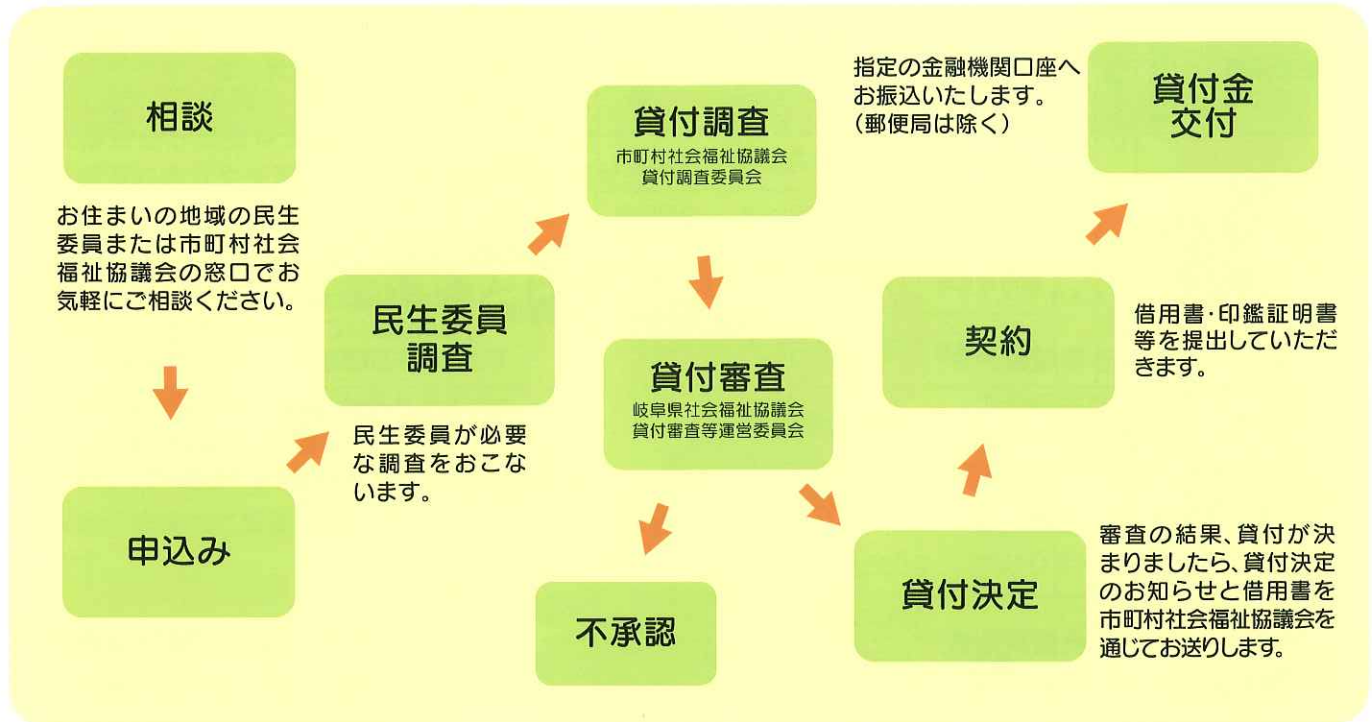 相談
お住まいの地域の民生
委員または市町村社会
福祉協議会の窓口でお
気軽にご相談ください。
申込み
民生委員
調査
民生委員が必要
な調査をおこな
います。
貸付調査
市町村社会福祉協議会
貸付調査委員会
貸付審査
岐阜県社会福祉協議会
貸付審査等運営委員会
不承認
貸付決定
審査の結果、貸付が決
まりましたら、貸付決定
のお知らせと借用書を
市町村社会福祉協議会を
通じてお送りします。
契約
借用書・印鑑証明書
等を提出していただ
きます。
貸付金
交付
指定の金融機関口座へ
お振込いたします。
（郵便局は除く）